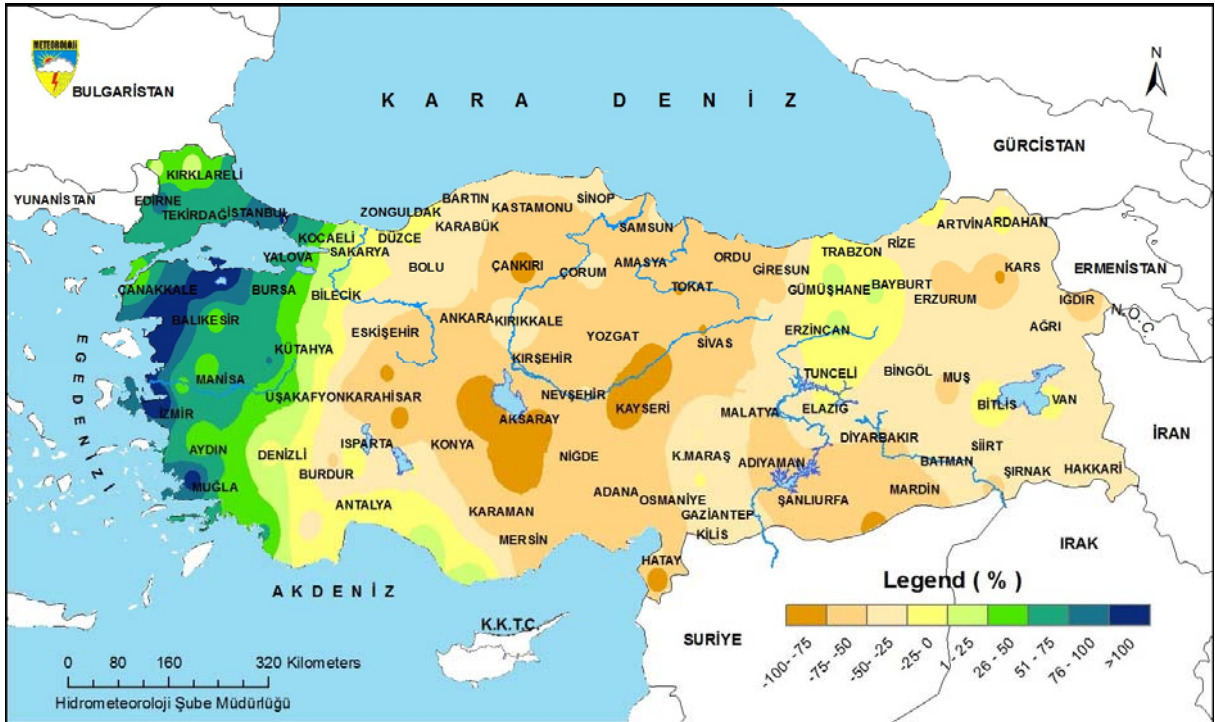 METEOROLOJİ
BULGARİSTAN
K A R A D E N İ Z
N
GÜRCİSTAN
YUNANİSTAN
ERMENİSTAN
N.Ö.C.
İRAN
IRAK
SURİYE
K.K.T.C.
A K D E N İ Z
E G E D E N İ Z İ
KIRKLARELİ
EDİRNE
TEKİRDAĞ
İSTANBUL
KOCAELİ
YALOVA
SAKARYA
DÜZCE
ZONGULDAK
BARTIN
KARABÜK
KASTAMONU
SİNOP
SAMSUN
BOLU
ÇANKIRI
ÇORUM
AMASYA
ORDU
TOKAT
GİRESUN
TRABZON
RİZE
ARTVİN
ARDAHAN
KARS
GÜMÜŞHANE
BAYBURT
ERZURUM
IĞDIR
AĞRI
ÇANAKKALE
BURSA
BİLECİK
BALIKESİR
ESKİŞEHİR
ANKARA
KIRIKKALE
YOZGAT
SİVAS
ERZİNCAN
KÜTAHYA
MANİSA
UŞAK
AFYONKARAHİSAR
KIRŞEHİR
NEVŞEHİR
KAYSERİ
TUNCELİ
BİNGÖL
MUŞ
BİTLİS
VAN
İZMİR
AKSARAY
MALATYA
ELAZIĞ
DİYARBAKIR
BATMAN
SİİRT
ŞIRNAK
HAKKARİ
AYDIN
DENİZLİ
ISPARTA
BURDUR
KONYA
NİĞDE
K.MARAŞ
ADIYAMAN
ŞANLIURFA
MARDİN
MUĞLA
ANTALYA
KARAMAN
MERSİN
ADANA
OSMANİYE
GAZİANTEP
KİLİS
HATAY
Legend ( % )
-100--75
-75--50
-50--25
-25- 0
1 - 25
26 - 50
51 - 75
76 - 100
>100
0 80 160 320 Kilometers
Hidrometeoroloji Şube Müdürlüğü